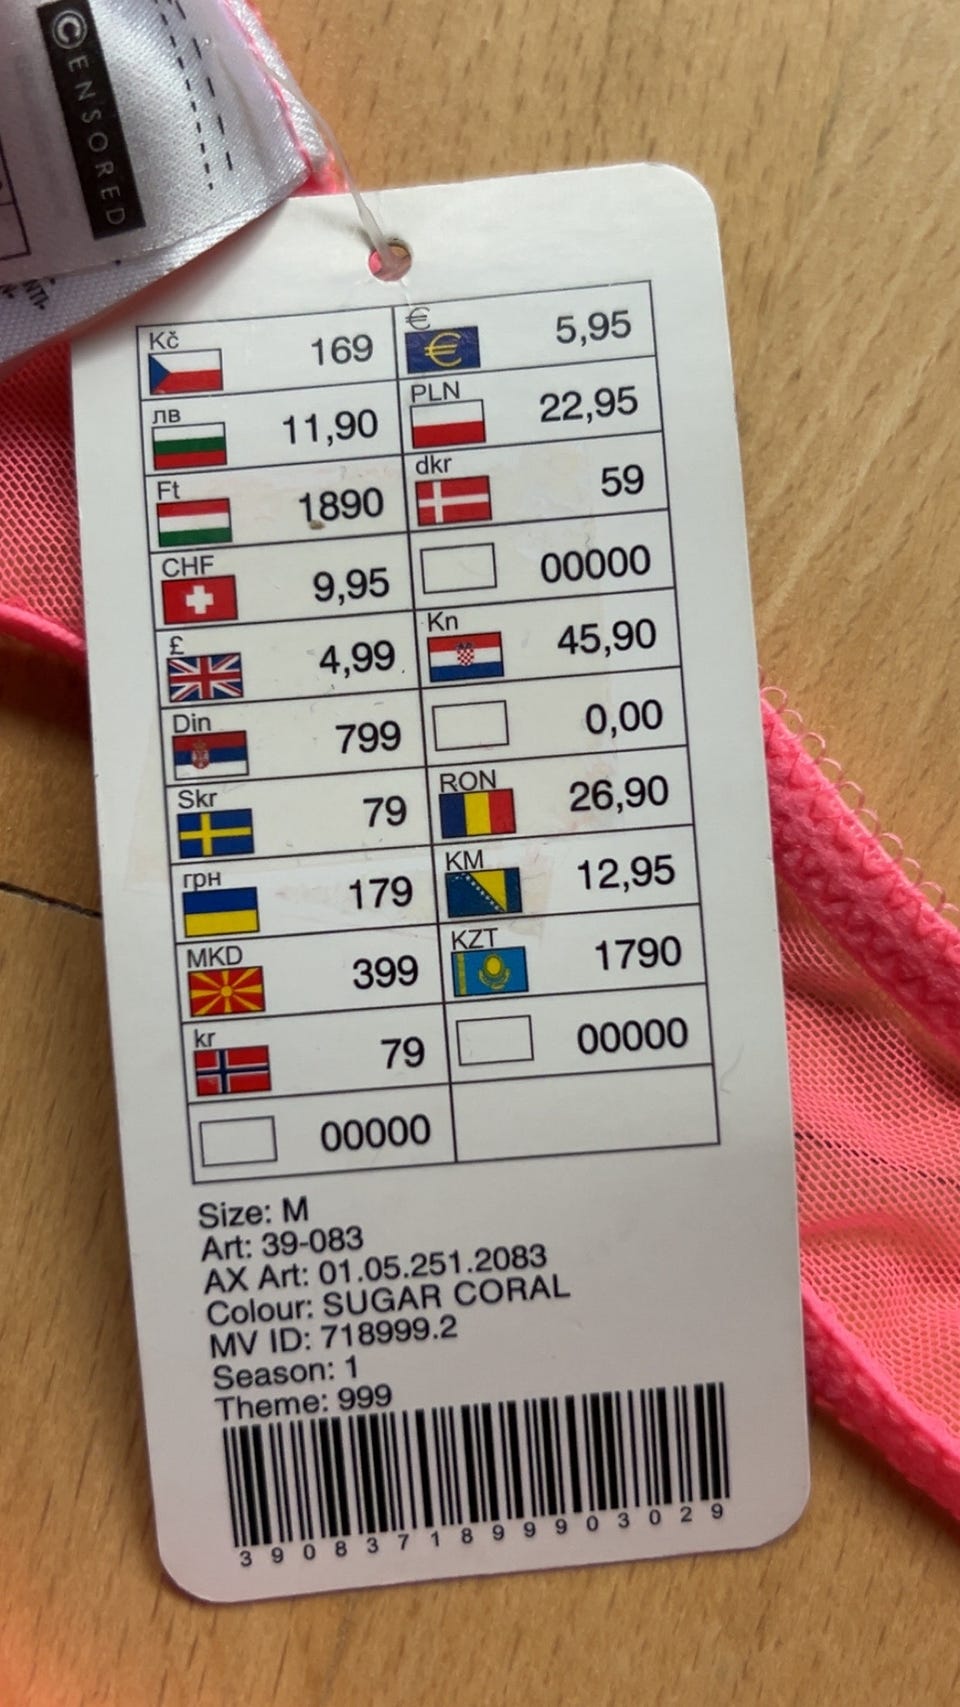 ©ENSORED
Kč 169
€ 5,95
лв 11,90
PLN 22,95
Ft 1890
dkr 59
CHF 9,95
00000
£ 4,99
Kn 45,90
Din 799
0,00
Skr 79
RON 26,90
грн 179
KM 12,95
MKD 399
KZT 1790
kr 79
00000
00000
Size: M
Art: 39-083
AX Art: 01.05.251.2083
Colour: SUGAR CORAL
MV ID: 718999.2
Season: 1
Theme: 999
3908371899903029